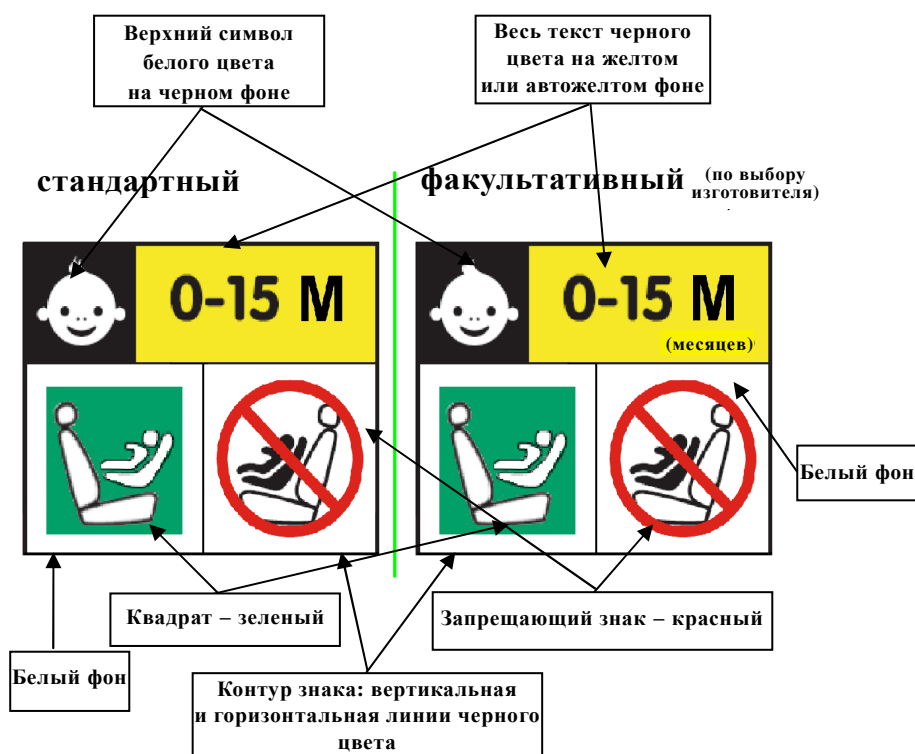 Верхний символ
белого цвета
на черном фоне
Весь текст черного
цвета на желтом
или автожелтом фоне
стандартный
факультативный
(по выбору
изготовителя)
0-15 М
0-15 М
(месяцев)
Белый фон
Квадрат – зеленый
Запрещающий знак – красный
Белый фон
Контур знака: вертикальная
и горизонтальная линии черного
цвета